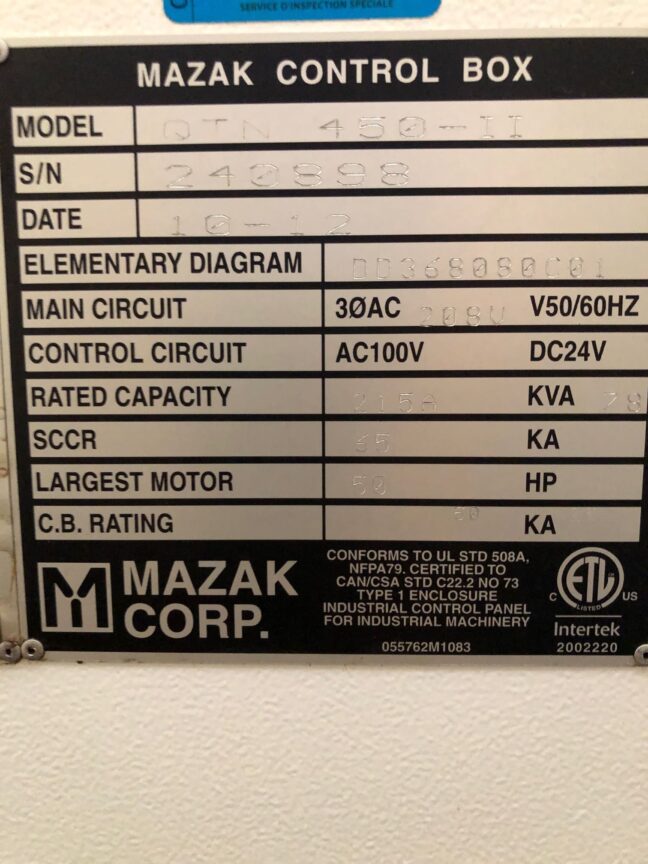 SERVICE D'INSPECTION SPÉCIALE
MAZAK CONTROL BOX
MODEL QTN 450-II
S/N 240898
DATE 10-12
ELEMENTARY DIAGRAM DD368080C01
MAIN CIRCUIT 3ØAC 208V V50/60HZ
CONTROL CIRCUIT AC100V DC24V
RATED CAPACITY 215A KVA 78
SCCR 65 KA
LARGEST MOTOR 50 HP
C.B. RATING KA
M MAZAK CORP.
CONFORMS TO UL STD 508A,
NFPA79. CERTIFIED TO
CAN/CSA STD C22.2 NO 73
TYPE 1 ENCLOSURE
INDUSTRIAL CONTROL PANEL
FOR INDUSTRIAL MACHINERY
055762M1083
C ETL US
LISTED
Intertek
2002220